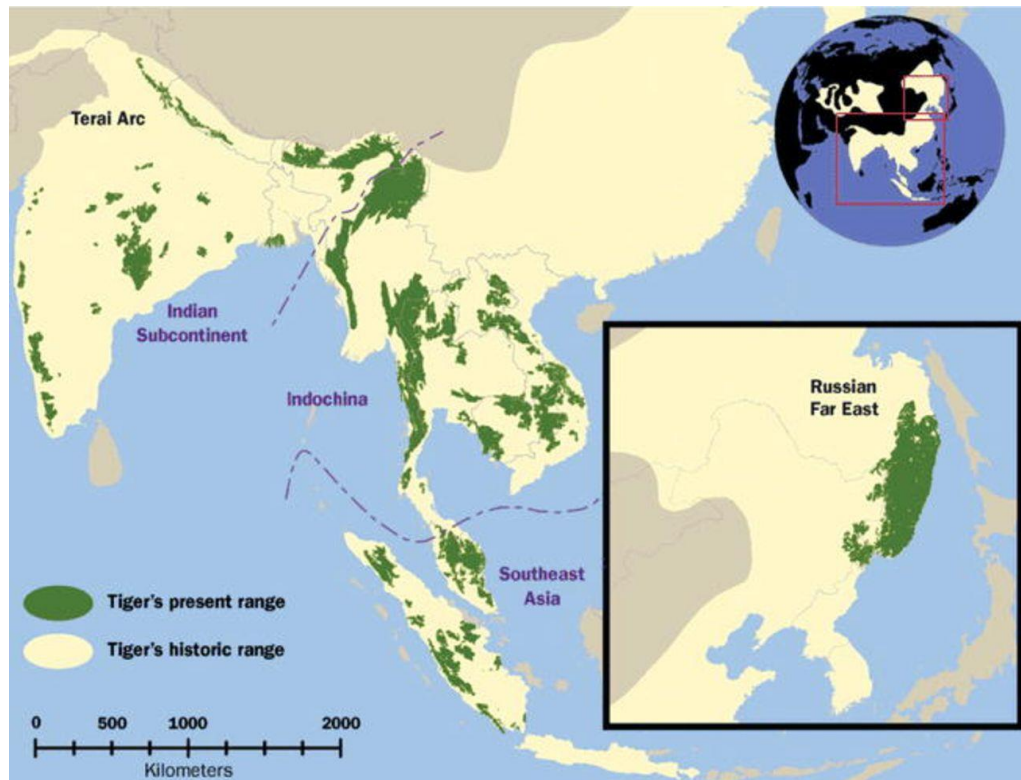 Terai Arc
Indian
Subcontinent
Indochina
Russian
Far East
Southeast
Asia
Tiger's present range
Tiger's historic range
0 500 1000 2000
Kilometers